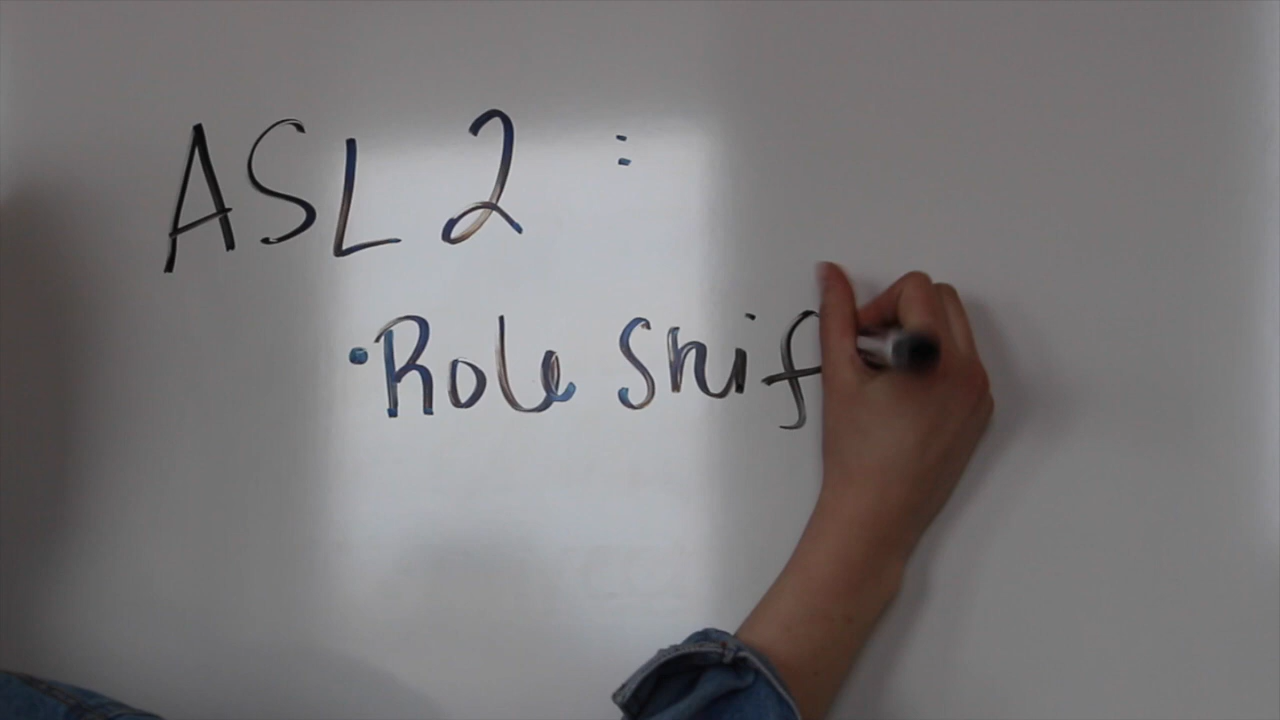 ASL 2 :
• Role Shif